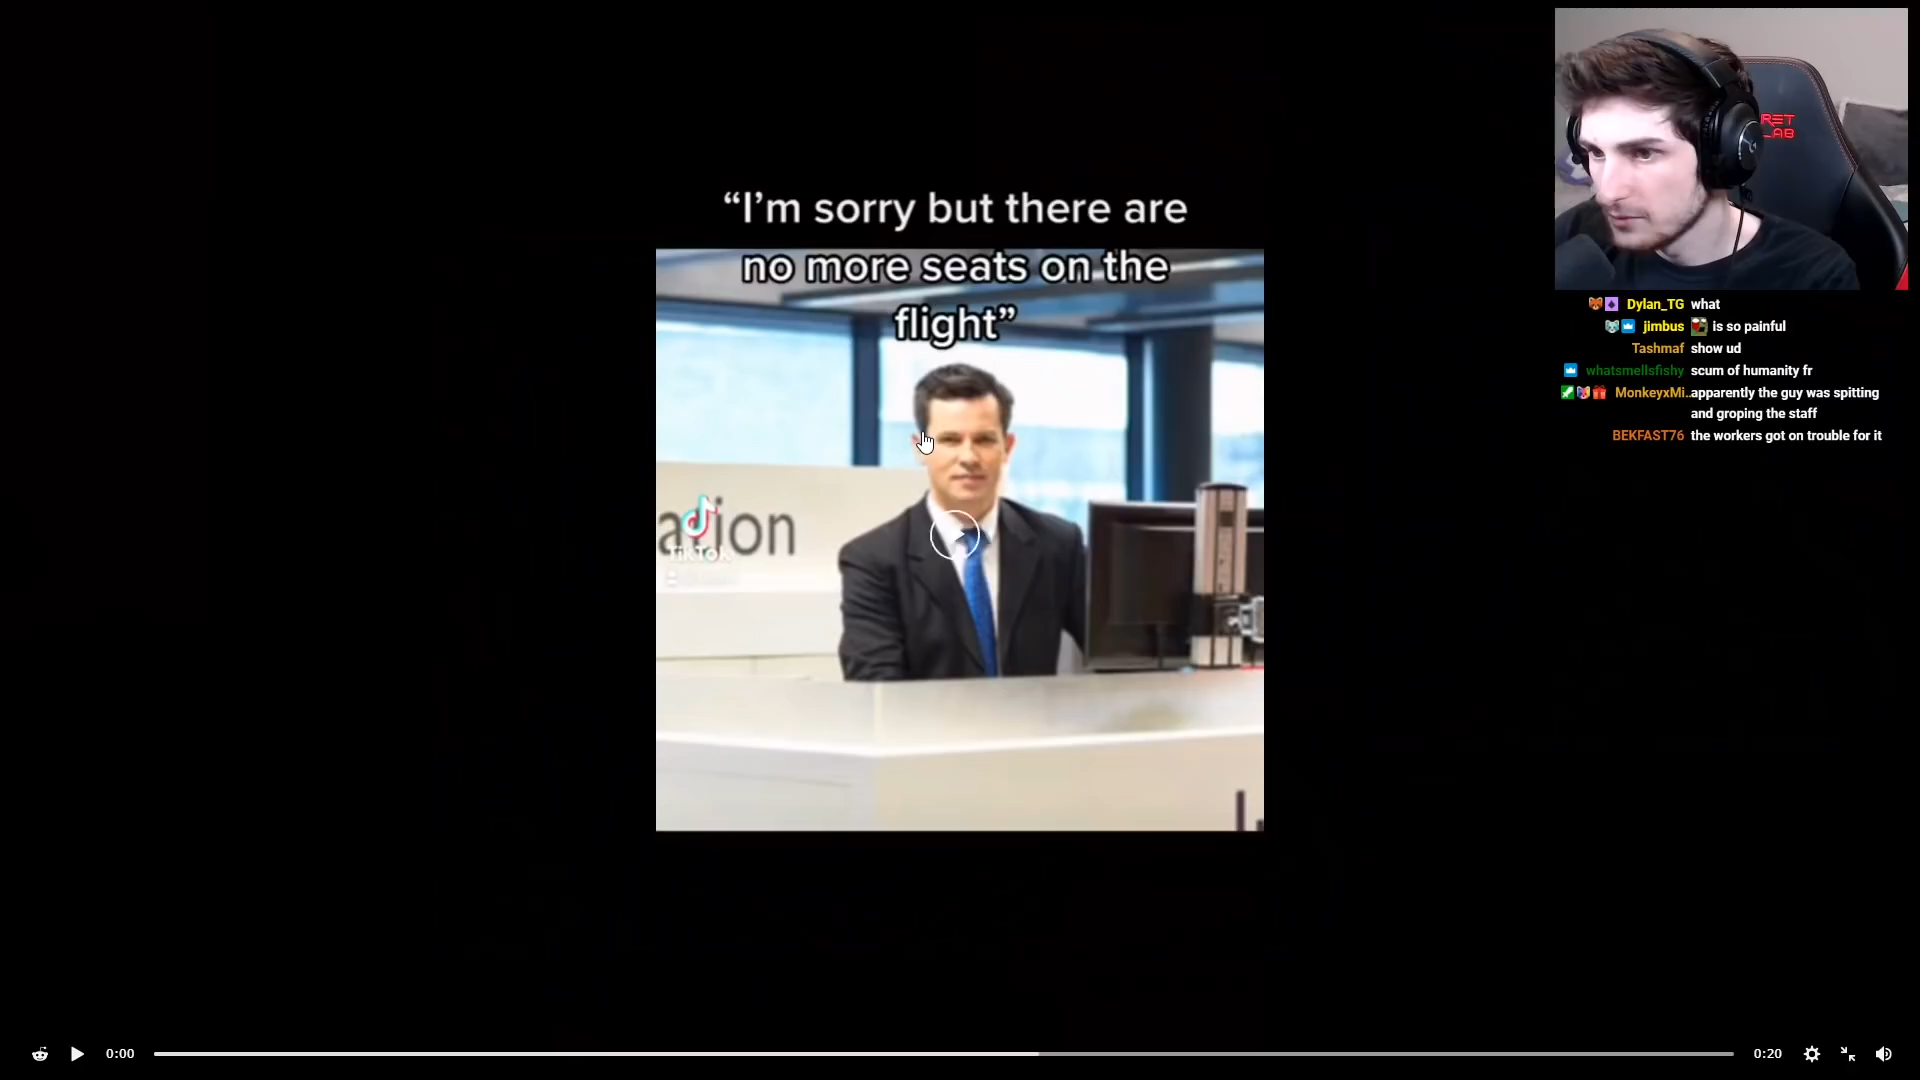 “I’m sorry but there are
no more seats on the
flight”
ation
TikTok
RET
LAB
Dylan_TG what
jimbus is so painful
Tashmaf show ud
whatsmellsfishy scum of humanity fr
MonkeyxMi.. apparently the guy was spitting
and groping the staff
BEKFAST76 the workers got on trouble for it
0:00
0:20